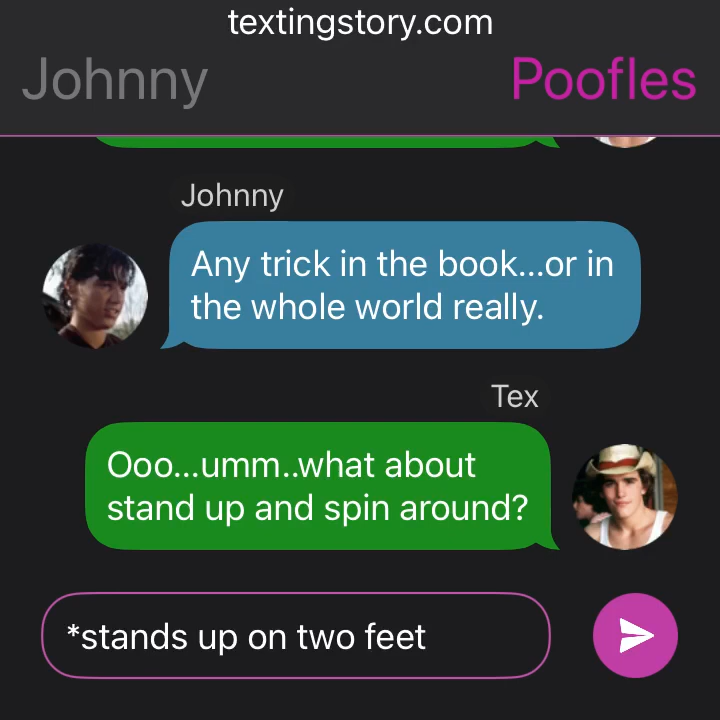 textingstory.com
Johnny
Poofles
Johnny
Any trick in the book...or in
the whole world really.
Tex
Ooo...umm..what about
stand up and spin around?
*stands up on two feet